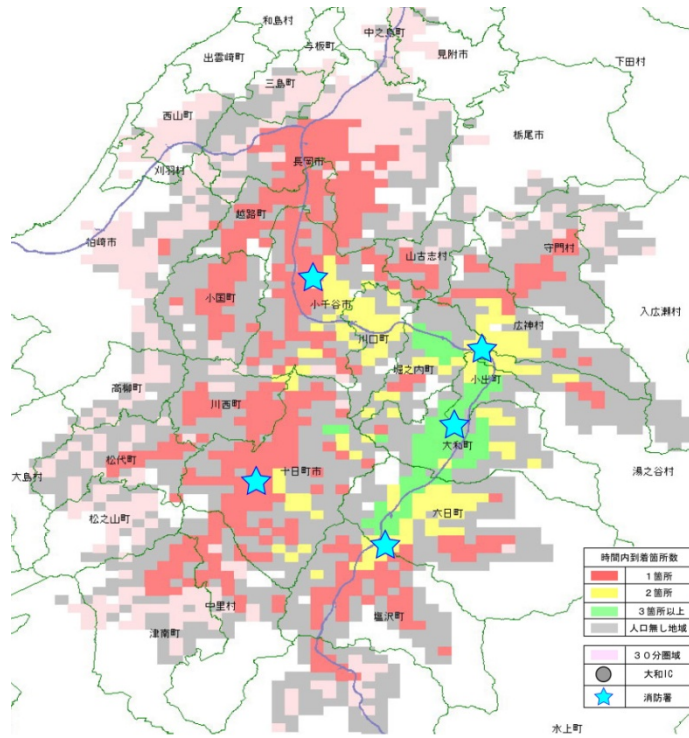 和島村
中之島町
与板町
出雲崎町
見附市
下田村
三島町
西山町
栃尾市
長岡市
刈羽村
越路町
柏崎市
守門村
山古志村
小国町
小千谷市
入広瀬村
広神村
川口町
堀之内町
小出町
高柳町
川西町
大和町
松代町
十日町市
大島村
湯之谷村
松之山町
六日町
中里村
塩沢町
津南町
水上町
時間内到着箇所数
1箇所
2箇所
3箇所以上
人口無し地域
30分圏域
大和IC
消防署